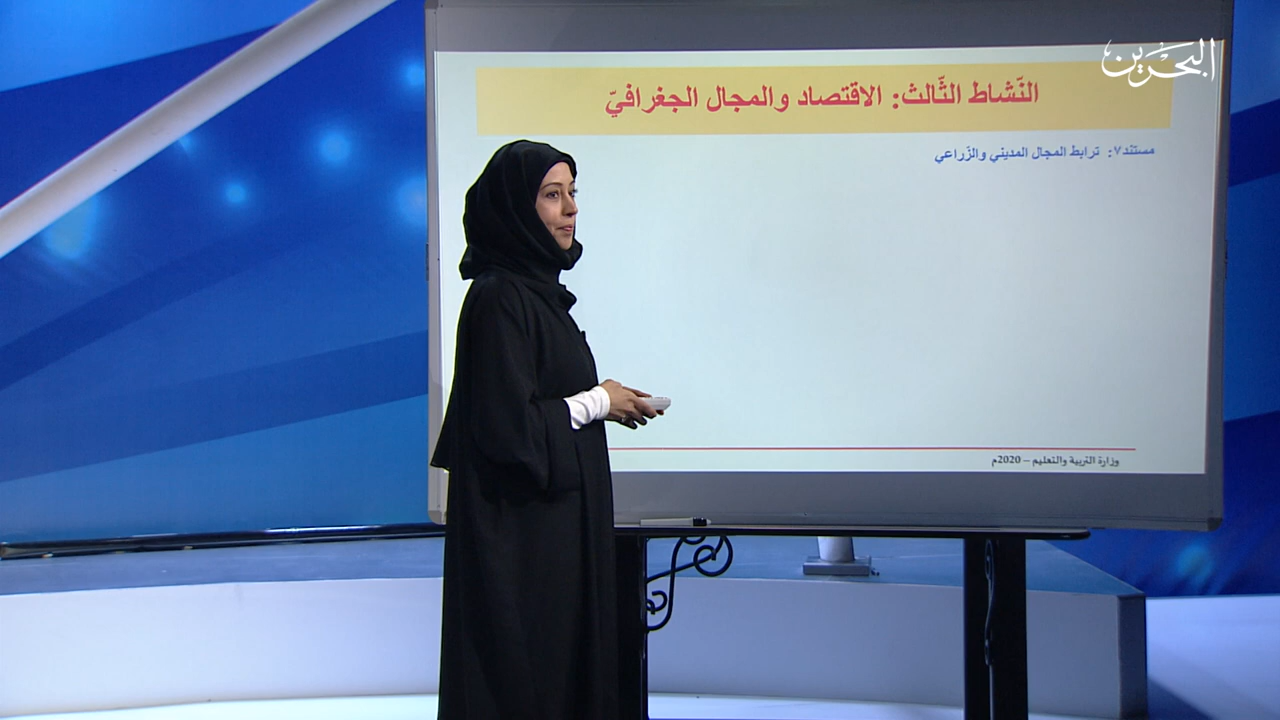 البحرين
النّشاط الثّالث: الاقتصاد والمجال الجغرافيّ
مستند٧: ترابط المجال المديني والزّراعي
وزارة التربية والتعليم – 2020م